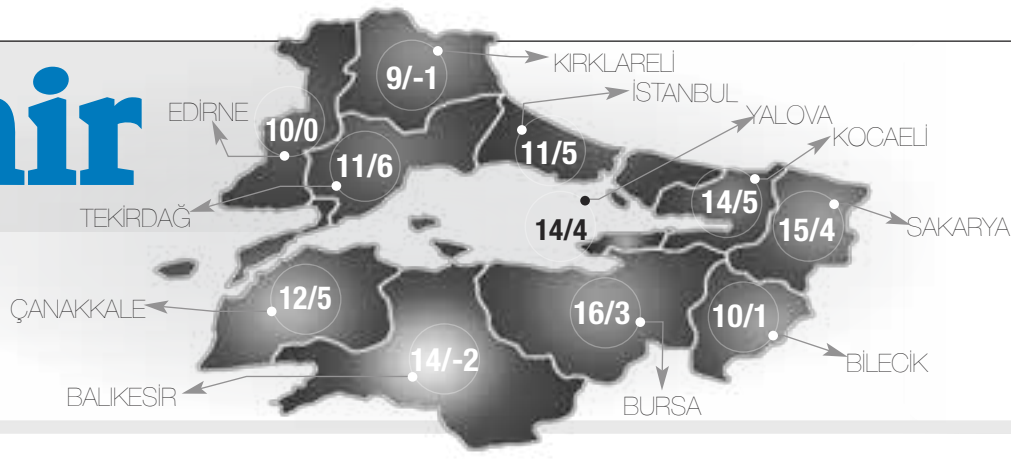 nir
KIRKLARELİ
9/-1
İSTANBUL
EDİRNE
10/0
YALOVA
KOCAELİ
11/6
11/5
14/5
TEKİRDAĞ
14/4
15/4
SAKARYA
ÇANAKKALE
12/5
16/3
10/1
14/-2
BİLECİK
BALIKESİR
BURSA